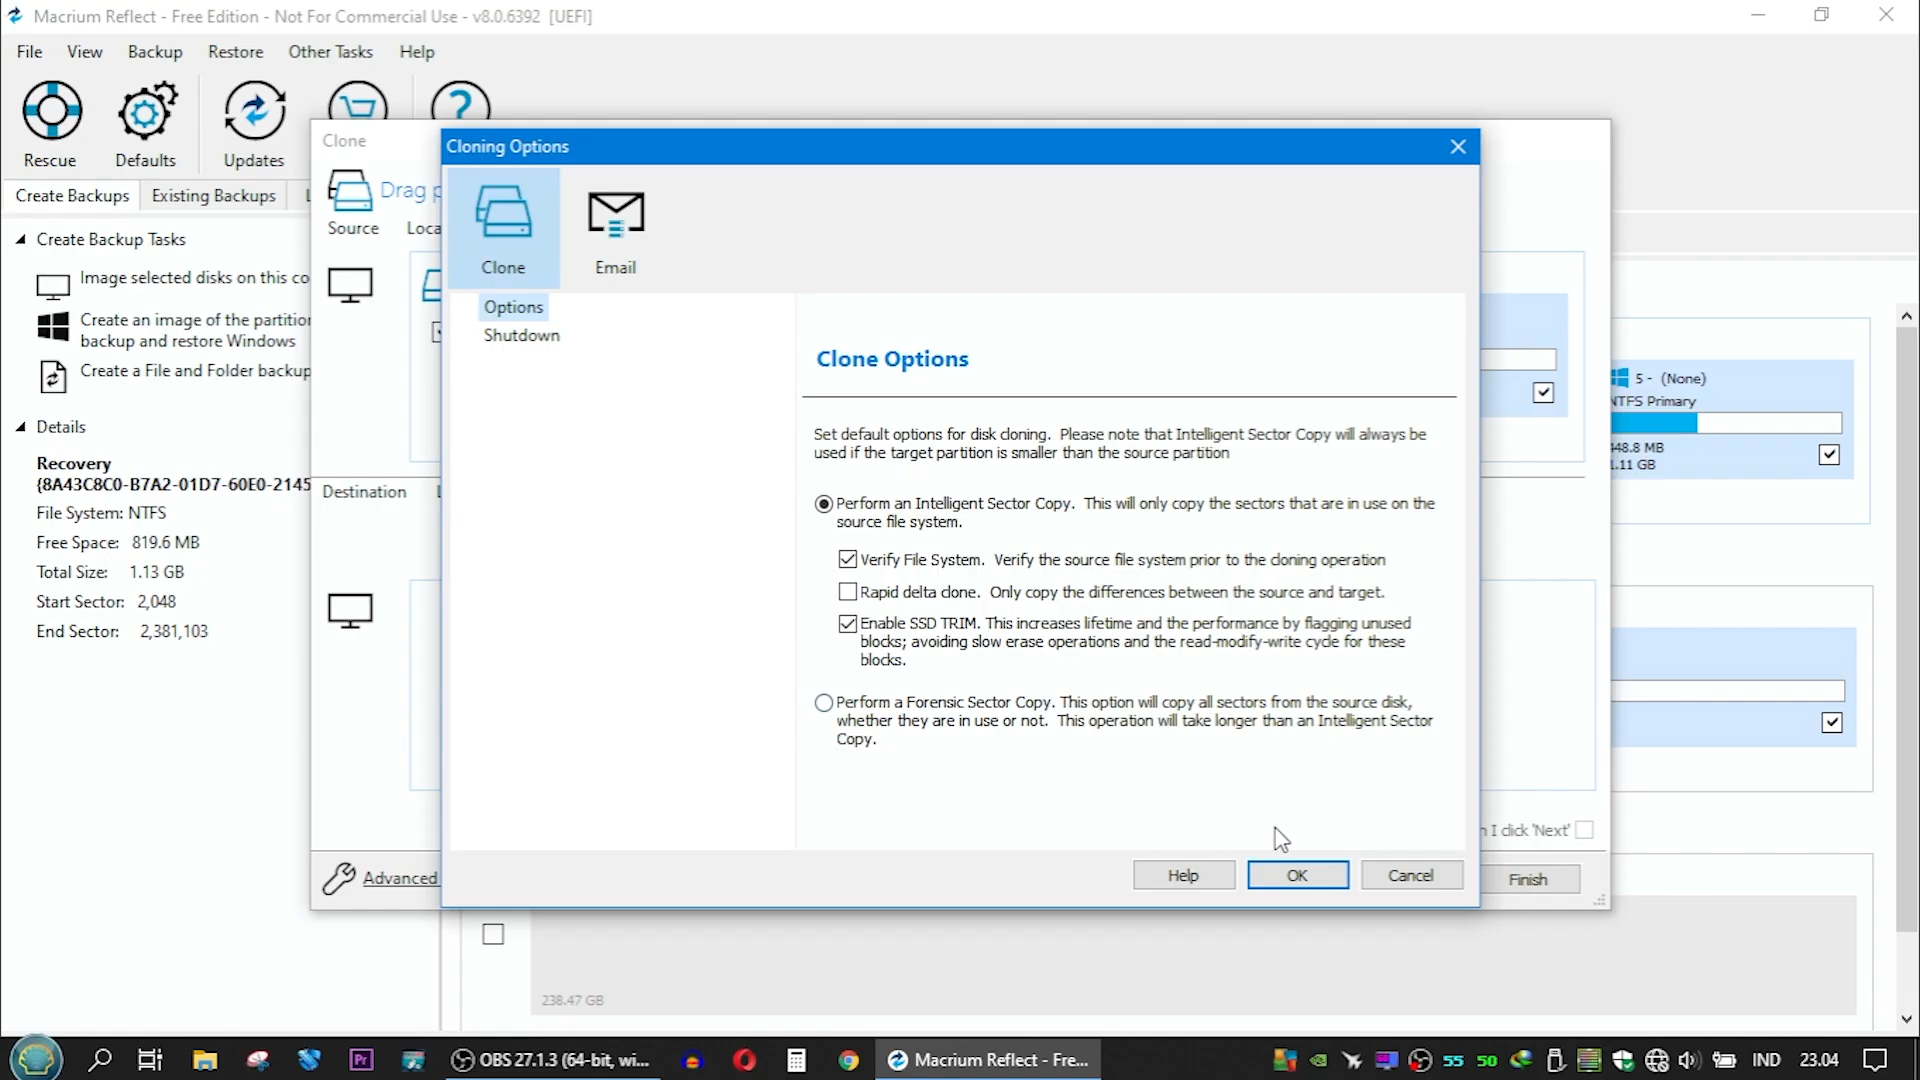 Macrium Reflect - Free Edition - Not For Commercial Use - v8.0.6392 [UEFI]
File View Backup Restore Other Tasks Help
Rescue Defaults Updates
Create Backups Existing Backups
Create Backup Tasks
Image selected disks on this co
Create an image of the partition
backup and restore Windows
Create a File and Folder backup
Details
Recovery
{8A43C8C0-B7A2-01D7-60E0-2145
File System: NTFS
Free Space: 819.6 MB
Total Size: 1.13 GB
Start Sector: 2,048
End Sector: 2,381,103
Clone
Drag p
Source Loca
Destination
Advanced
Cloning Options
Clone Email
Options
Shutdown
Clone Options
Set default options for disk cloning. Please note that Intelligent Sector Copy will always be
used if the target partition is smaller than the source partition
Perform an Intelligent Sector Copy. This will only copy the sectors that are in use on the
source file system.
Verify File System. Verify the source file system prior to the cloning operation
Rapid delta clone. Only copy the differences between the source and target.
Enable SSD TRIM. This increases lifetime and the performance by flagging unused
blocks; avoiding slow erase operations and the read-modify-write cycle for these
blocks.
Perform a Forensic Sector Copy. This option will copy all sectors from the source disk,
whether they are in use or not. This operation will take longer than an Intelligent Sector
Copy.
Help OK Cancel
I click 'Next'
Finish
5 - (None)
NTFS Primary
448.8 MB
1.11 GB
238.47 GB
Pr OBS 27.1.3 (64-bit, wi... Macrium Reflect - Fre... 55 50 IND 23.04